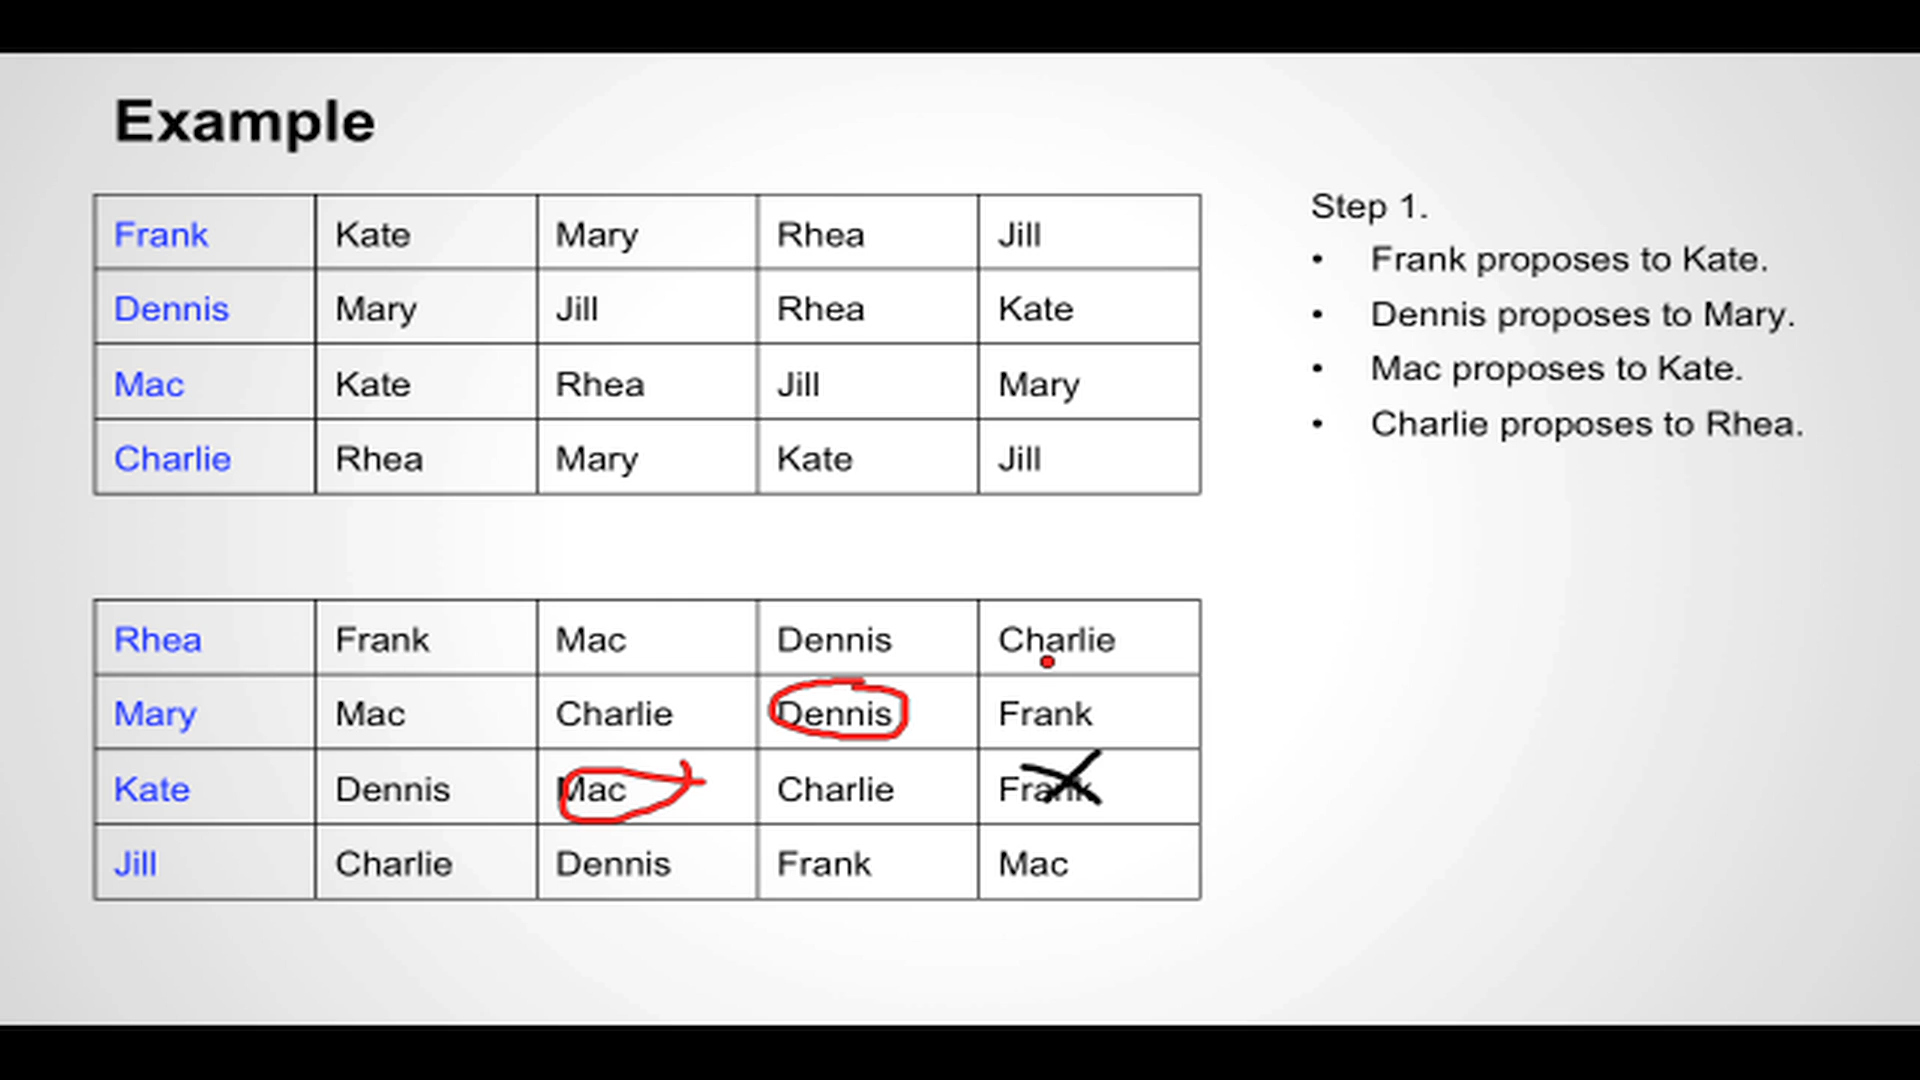 Example
Frank Kate Mary Rhea Jill
Dennis Mary Jill Rhea Kate
Mac Kate Rhea Jill Mary
Charlie Rhea Mary Kate Jill
Step 1.
• Frank proposes to Kate.
• Dennis proposes to Mary.
• Mac proposes to Kate.
• Charlie proposes to Rhea.
Rhea Frank Mac Dennis Charlie
Mary Mac Charlie Dennis Frank
Kate Dennis Mac Charlie Frank
Jill Charlie Dennis Frank Mac